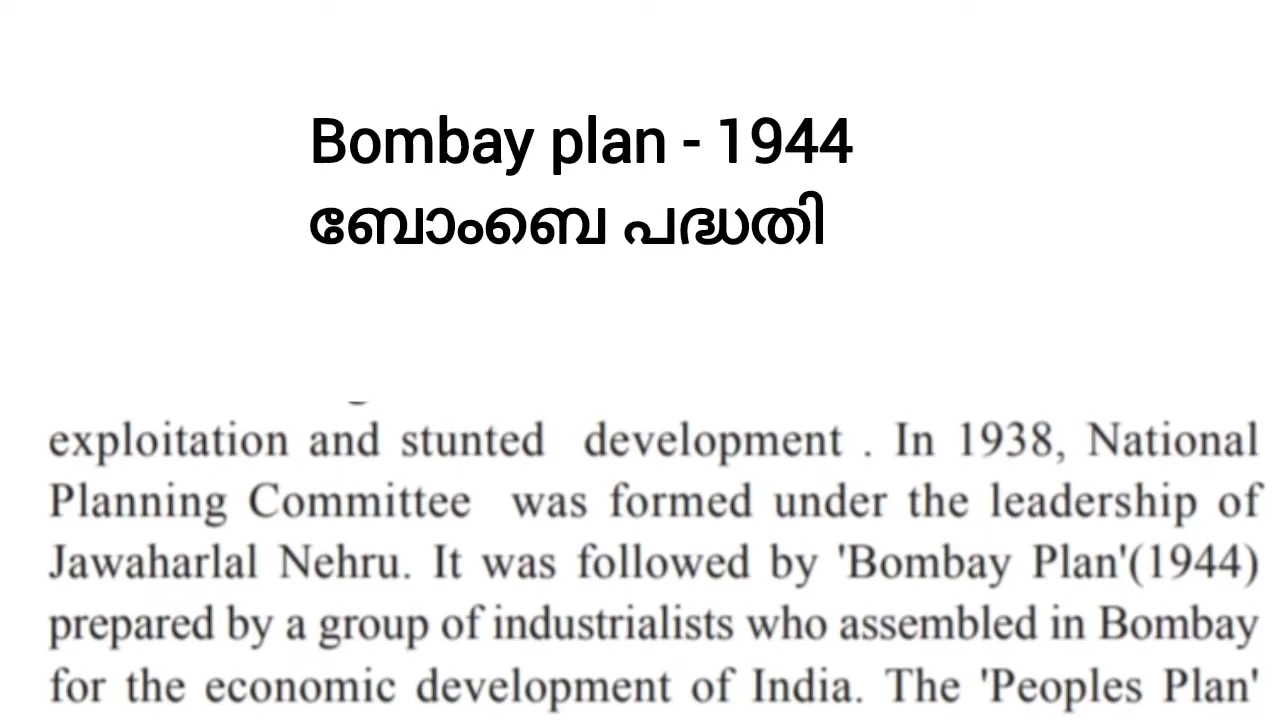 Bombay plan - 1944
ബോംബെ പദ്ധതി
exploitation and stunted development . In 1938, National
Planning Committee was formed under the leadership of
Jawaharlal Nehru. It was followed by 'Bombay Plan'(1944)
prepared by a group of industrialists who assembled in Bombay
for the economic development of India. The 'Peoples Plan'